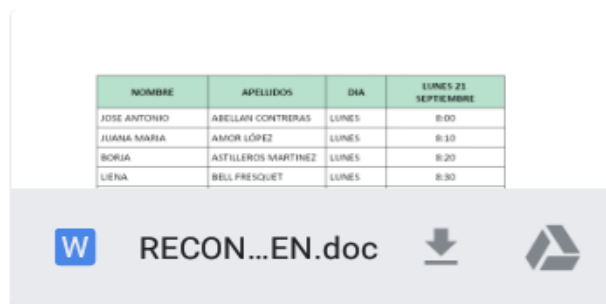 NOMBRE APELLIDOS DIA LUNES 21
SEPTIEMBRE
JOSE ANTONIO ABELLAN CONTRERAS LUNES 8:00
JUANA MARIA AMOR LÓPEZ LUNES 8:10
BORJA ASTILLEROS MARTINEZ LUNES 8:20
LIENA BELL FRESQUET LUNES 8:30
W RECON...EN.doc